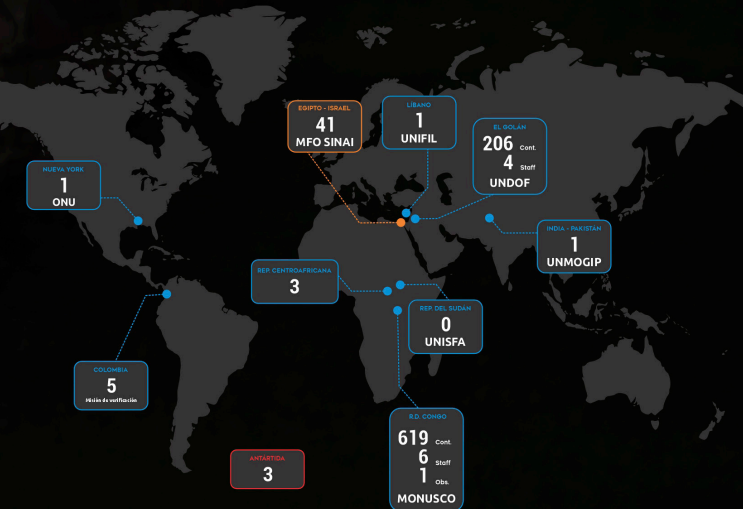 EGIPTO - ISRAEL
41
MFO SINAI
LÍBANO
1
UNIFIL
EL GOLÁN
206 Cont.
4 Staff
UNDOF
NUEVA YORK
1
ONU
INDIA - PAKISTÁN
1
UNMOGIP
REP. CENTROAFRICANA
3
REP. DEL SUDÁN
0
UNISFA
COLOMBIA
5
Misión de verificación
R.D. CONGO
619 Cont.
6 Staff
1 Obs.
MONUSCO
ANTÁRTIDA
3